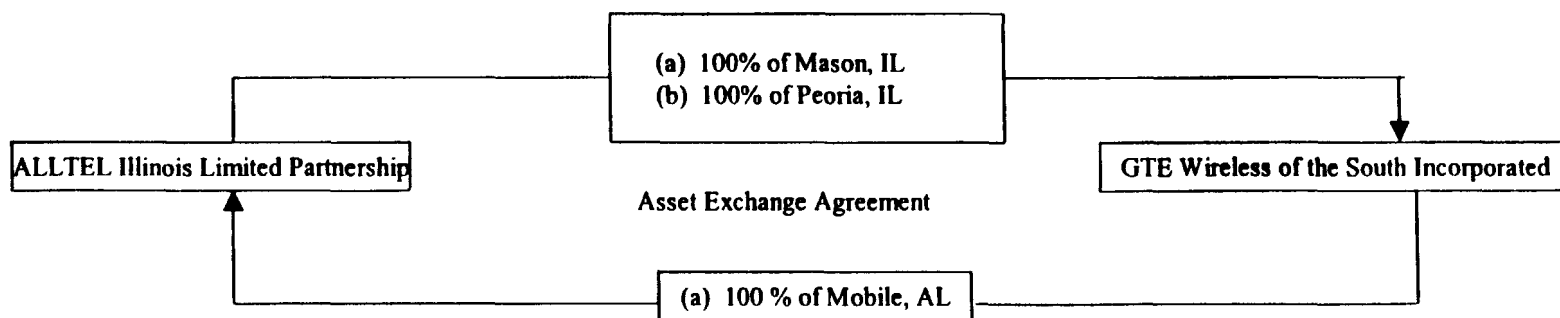 (a) 100% of Mason, IL
(b) 100% of Peoria, IL
ALLTEL Illinois Limited Partnership
GTE Wireless of the South Incorporated
Asset Exchange Agreement
(a) 100 % of Mobile, AL